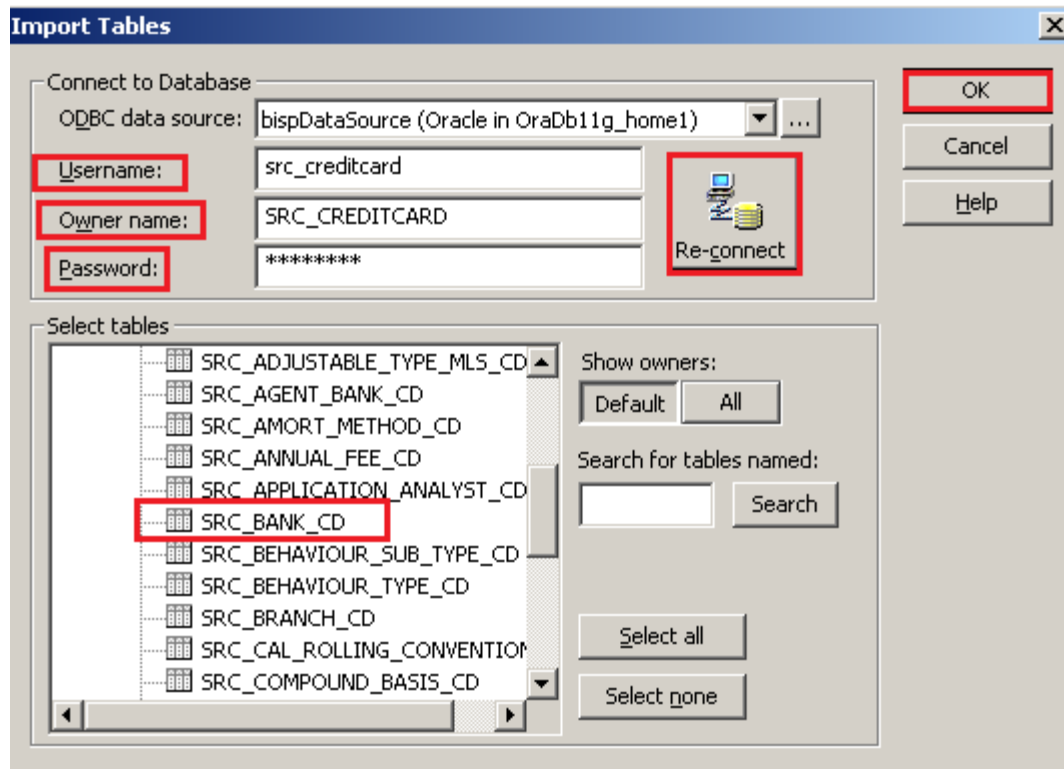 Import Tables
Connect to Database
ODBC data source: bispDataSource (Oracle in OraDb11g_home1) ...
Username: src_creditcard
Owner name: SRC_CREDITCARD
Password: ********
Re-connect
OK
Cancel
Help
Select tables
SRC_ADJUSTABLE_TYPE_MLS_CD
SRC_AGENT_BANK_CD
SRC_AMORT_METHOD_CD
SRC_ANNUAL_FEE_CD
SRC_APPLICATION_ANALYST_CD
SRC_BANK_CD
SRC_BEHAVIOUR_SUB_TYPE_CD
SRC_BEHAVIOUR_TYPE_CD
SRC_BRANCH_CD
SRC_CAL_ROLLING_CONVENTION
SRC_COMPOUND_BASIS_CD
Show owners:
Default All
Search for tables named:
Search
Select all
Select none